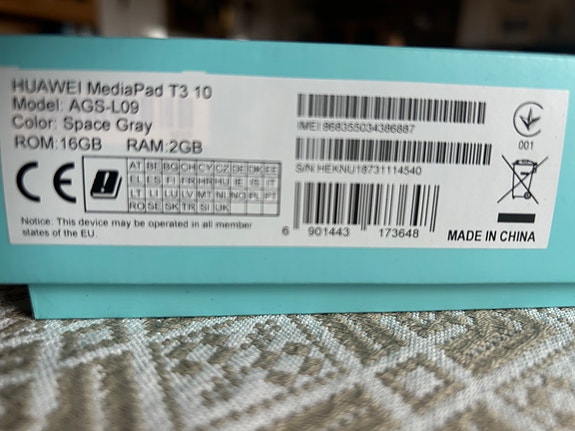 HUAWEI MediaPad T3 10
Model: AGS-L09
Color: Space Gray
ROM:16GB RAM:2GB
CE
AT BE BG CH CY CZ DE DK EE
EL ES FI FR HR HU IE IS IT
LT LI LU LV MT NL NO PL PT
RO SE SK TR SI UK
Notice: This device may be operated in all member
states of the EU.
IMEI:868355034386887
S/N:HEKNU18731114540
6 901443 173648
001
MADE IN CHINA